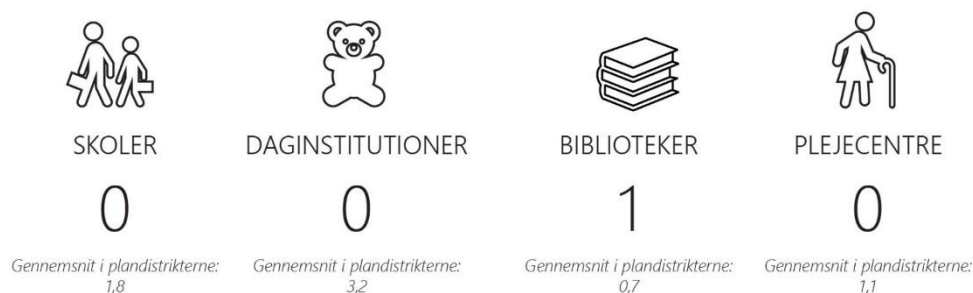 SKOLER
DAGINSTITUTIONER
BIBLIOTEKER
PLEJECENTRE
0
0
1
0
Gennemsnit i plandistrikterne:
1,8
Gennemsnit i plandistrikterne:
3,2
Gennemsnit i plandistrikterne:
0,7
Gennemsnit i plandistrikterne:
1,1